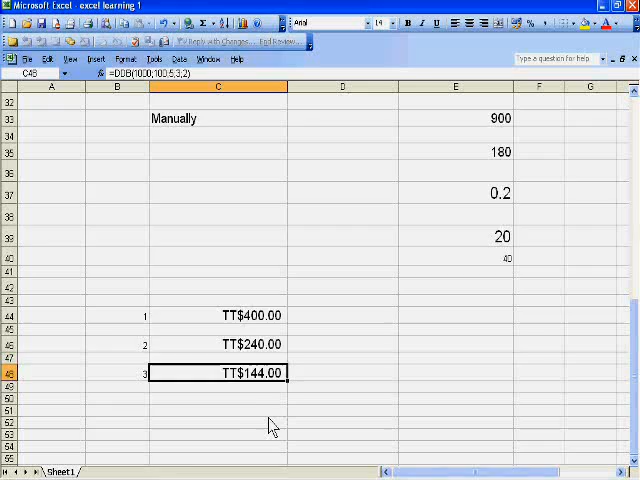 Microsoft Excel - excel learning 1
Arial 14 B I U
Reply with Changes... End Review...
File Edit View Insert Format Tools Data Window Help Type a question for help
C48 fx =DDB(1000;100;5;3;2)
A B C D E F G
32
33 Manually 900
34
35 180
36
37 0.2
38
39 20
40 40
41
42
43
44 1 TT$400.00
45
46 2 TT$240.00
47
48 3 TT$144.00
49
50
51
52
53
54
55
Sheet1